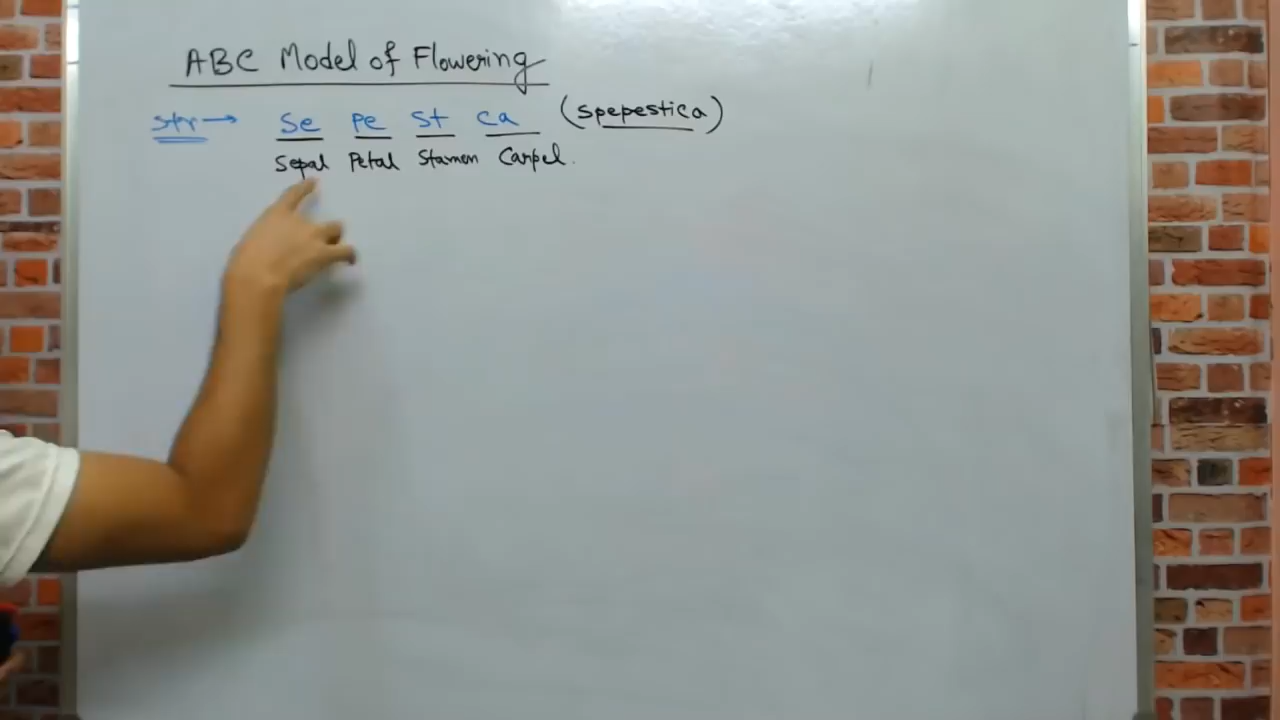 ABC Model of Flowering
str → Se Pe St Ca (Spepestica)
Sepal Petal Stamen Carpel.